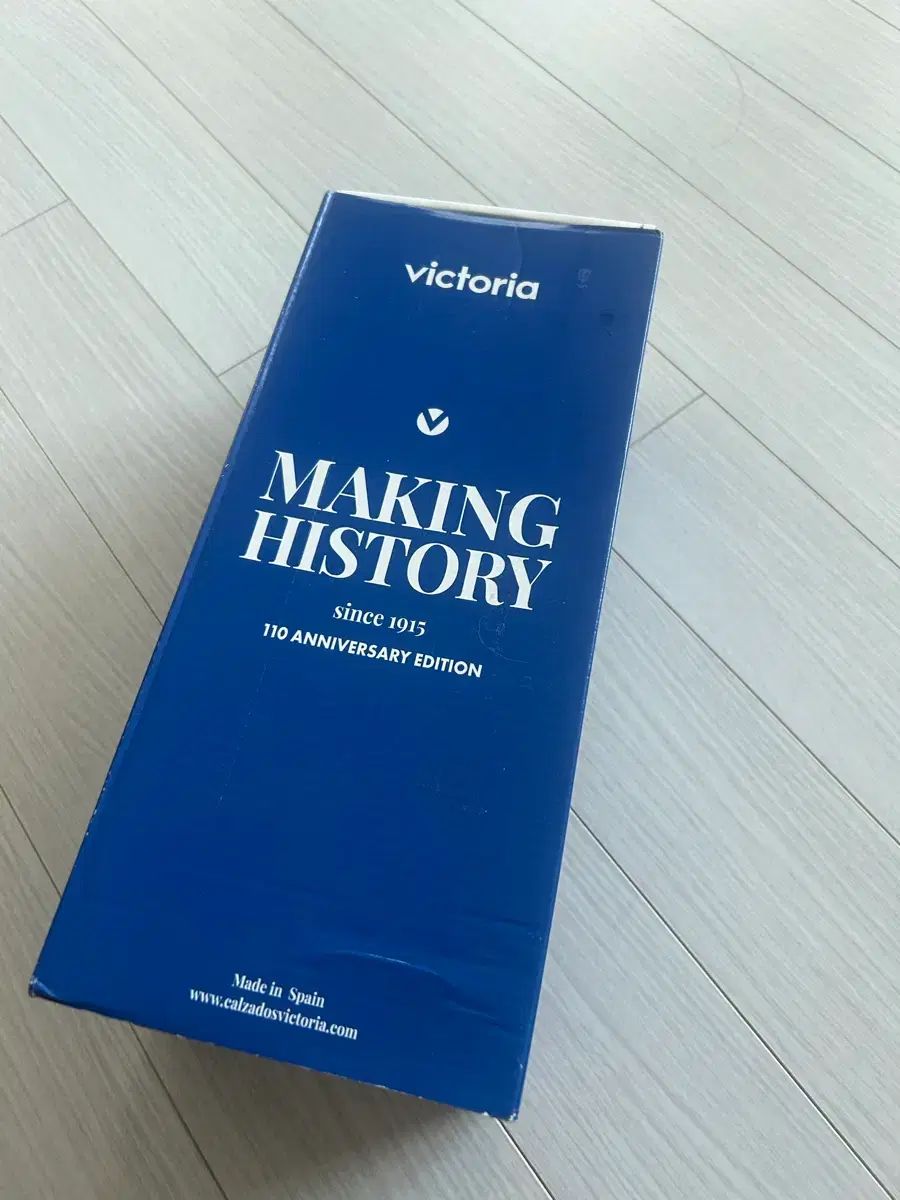 victoria
MAKING
HISTORY
since 1915
110 ANNIVERSARY EDITION
Made in Spain
www.calzadosvictoria.com